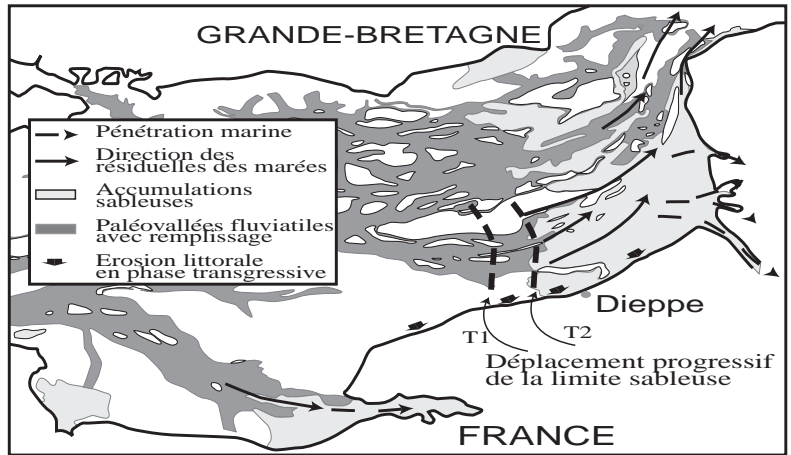 GRANDE-BRETAGNE
Pénétration marine
Direction des
résiduelles des marées
Accumulations
sableuses
Paléovallées fluviatiles
avec remplissage
Erosion littorale
en phase transgressive
Dieppe
T1
T2
Déplacement progressif
de la limite sableuse
FRANCE